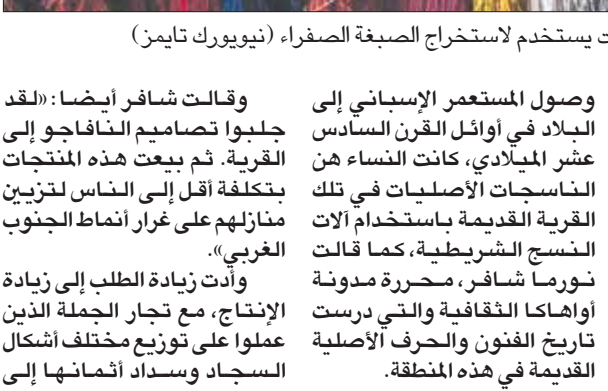 ت يستخدم لاستخراج الصبغة الصفراء (نيويورك تايمز)
وصول المستعمر الإسباني إلى
البلاد في أوائل القرن السادس
عشر الميلادي، كانت النساء هن
الناسجات الأصليات في تلك
القرية القديمة باستخدام آلات
النسج الشريطية، كما قالت
نورما شافر، محررة مدونة
أواهاكا الثقافية والتي درست
تاريخ الفنون والحرف الأصلية
القديمة في هذه المنطقة.
وقالت شافر أيضا: «لقد
جلبوا تصاميم النافاجو إلى
القرية. ثم بيعت هذه المنتجات
بتكلفة أقل إلى الناس لتزيين
منازلهم على غرار أنماط الجنوب
الغربي».
وأدت زيادة الطلب إلى زيادة
الإنتاج، مع تجار الجملة الذين
عملوا على توزيع مختلف أشكال
السجاد وسداد أثمانها إلى